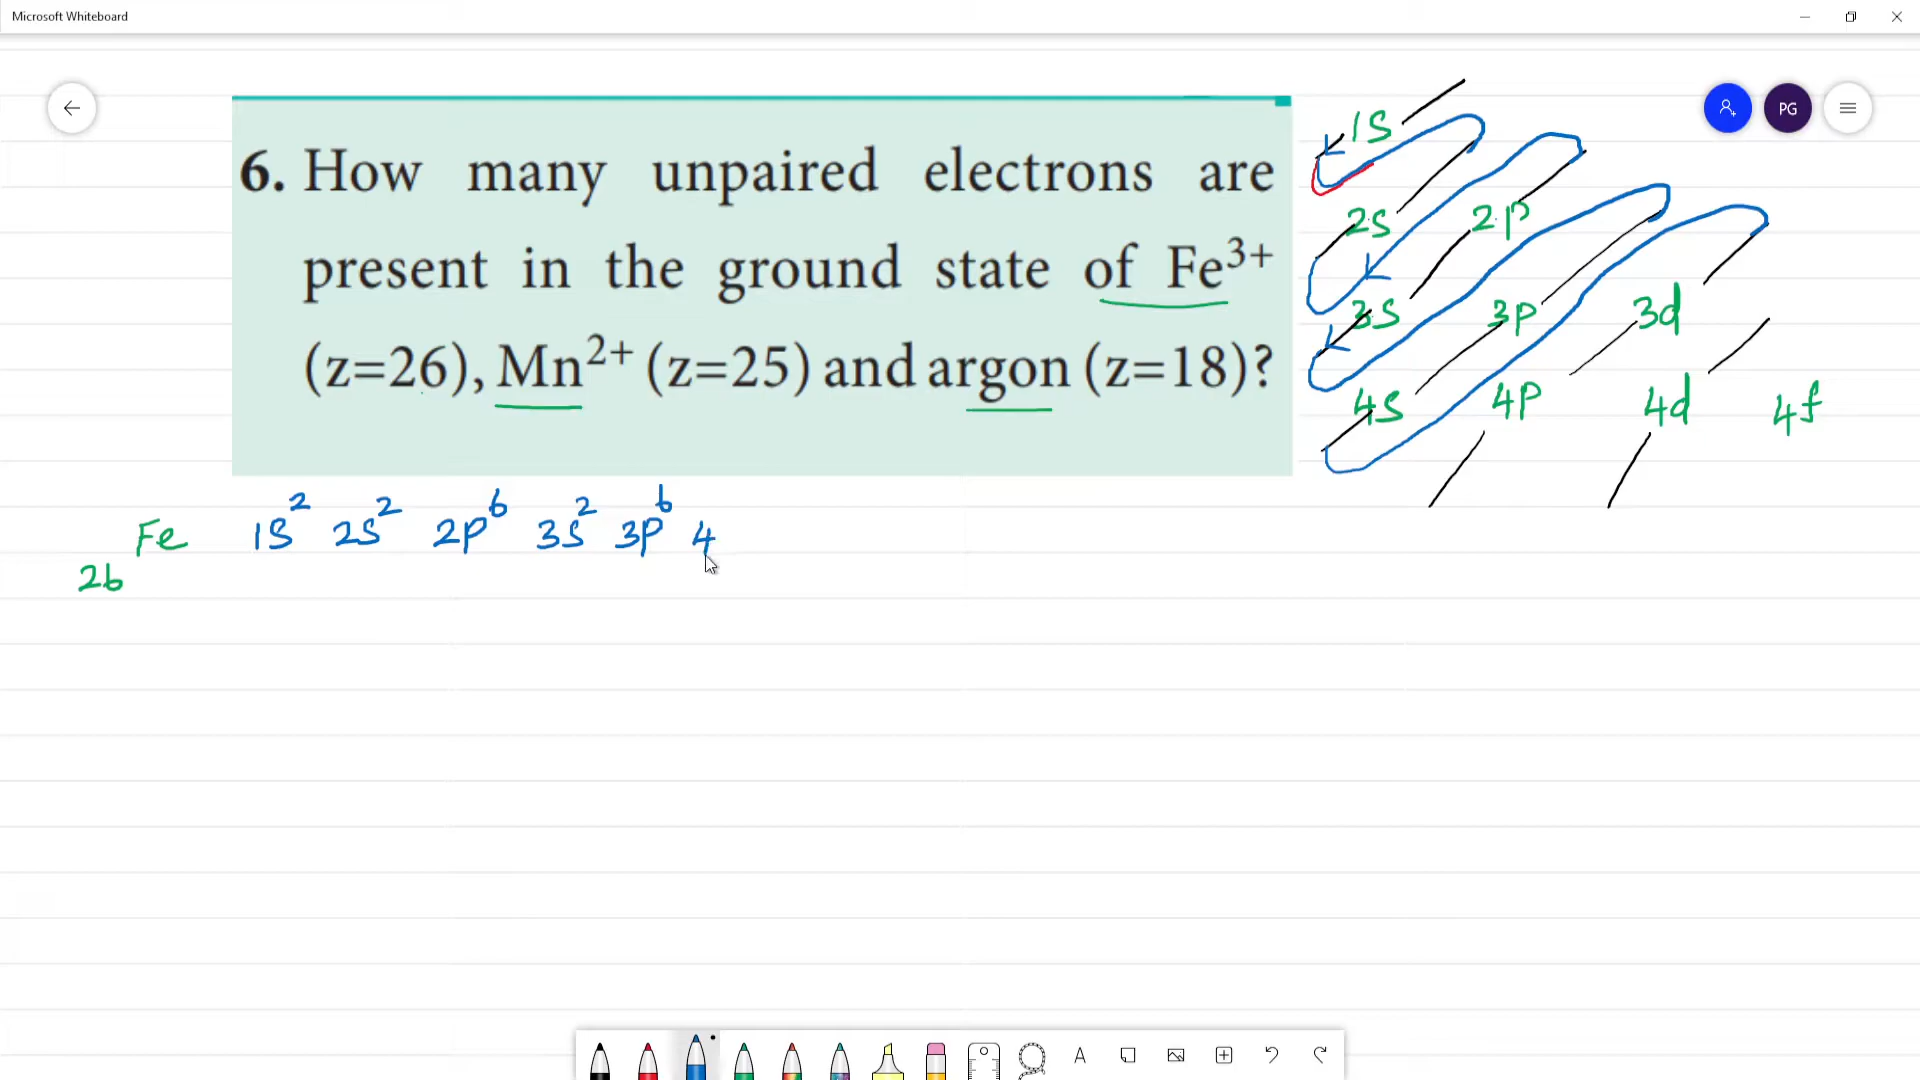 Microsoft Whiteboard
PG
6. How many unpaired electrons are
present in the ground state of Fe³⁺
(z=26), Mn²⁺ (z=25) and argon (z=18)?
1s
2s 2p
3s 3p 3d
4s 4p 4d 4f
Fe 1s² 2s² 2p⁶ 3s² 3p⁶ 4
26
A